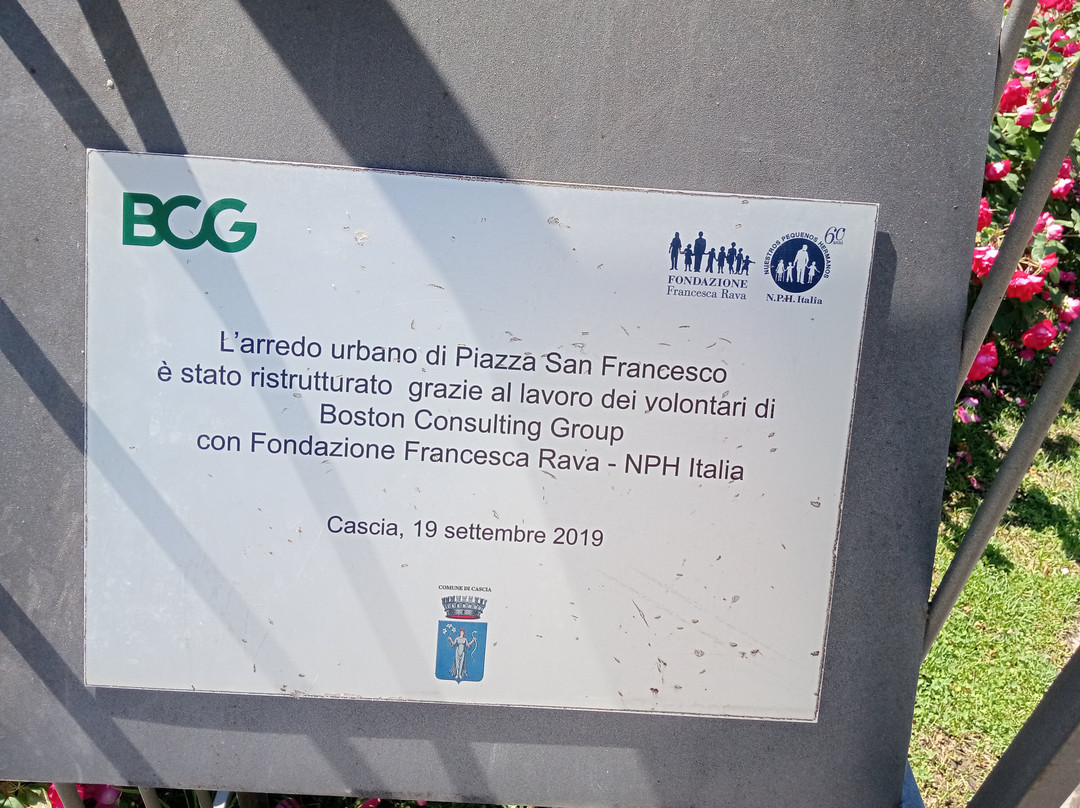 BCG
FONDAZIONE
Francesca Rava
NUESTROS PEQUEÑOS HERMANOS
N.P.H. Italia
L'arredo urbano di Piazza San Francesco
è stato ristrutturato grazie al lavoro dei volontari di
Boston Consulting Group
con Fondazione Francesca Rava - NPH Italia
Cascia, 19 settembre 2019
COMUNE DI CASCIA